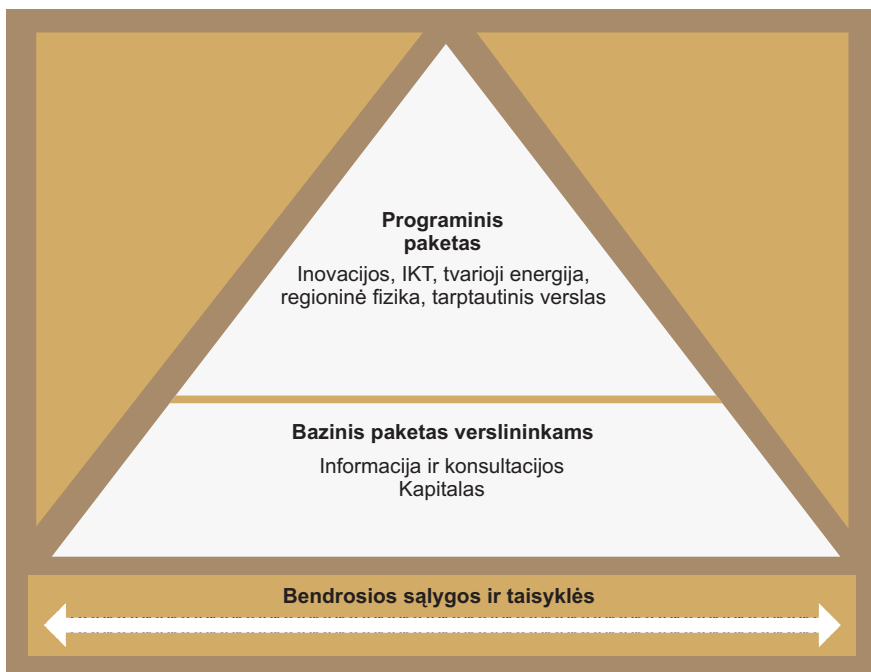 Programinis
paketas
Inovacijos, IKT, tvarioji energija,
regioninė fizika, tarptautinis verslas
Bazinis paketas verslininkams
Informacija ir konsultacijos
Kapitalas
Bendrosios sąlygos ir taisyklės